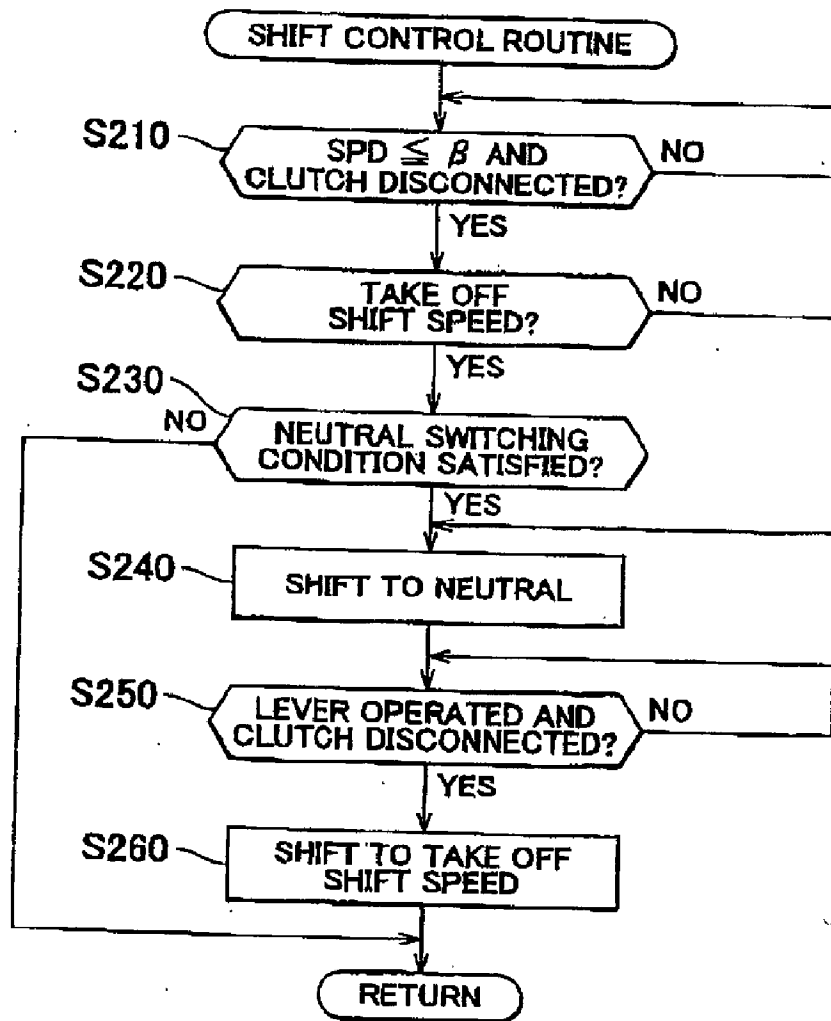 SHIFT CONTROL ROUTINE
S210
SPD ≦ β AND
CLUTCH DISCONNECTED?
NO
YES
S220
TAKE OFF
SHIFT SPEED?
NO
YES
S230
NO
NEUTRAL SWITCHING
CONDITION SATISFIED?
YES
S240
SHIFT TO NEUTRAL
S250
LEVER OPERATED AND
CLUTCH DISCONNECTED?
NO
YES
S260
SHIFT TO TAKE OFF
SHIFT SPEED
RETURN